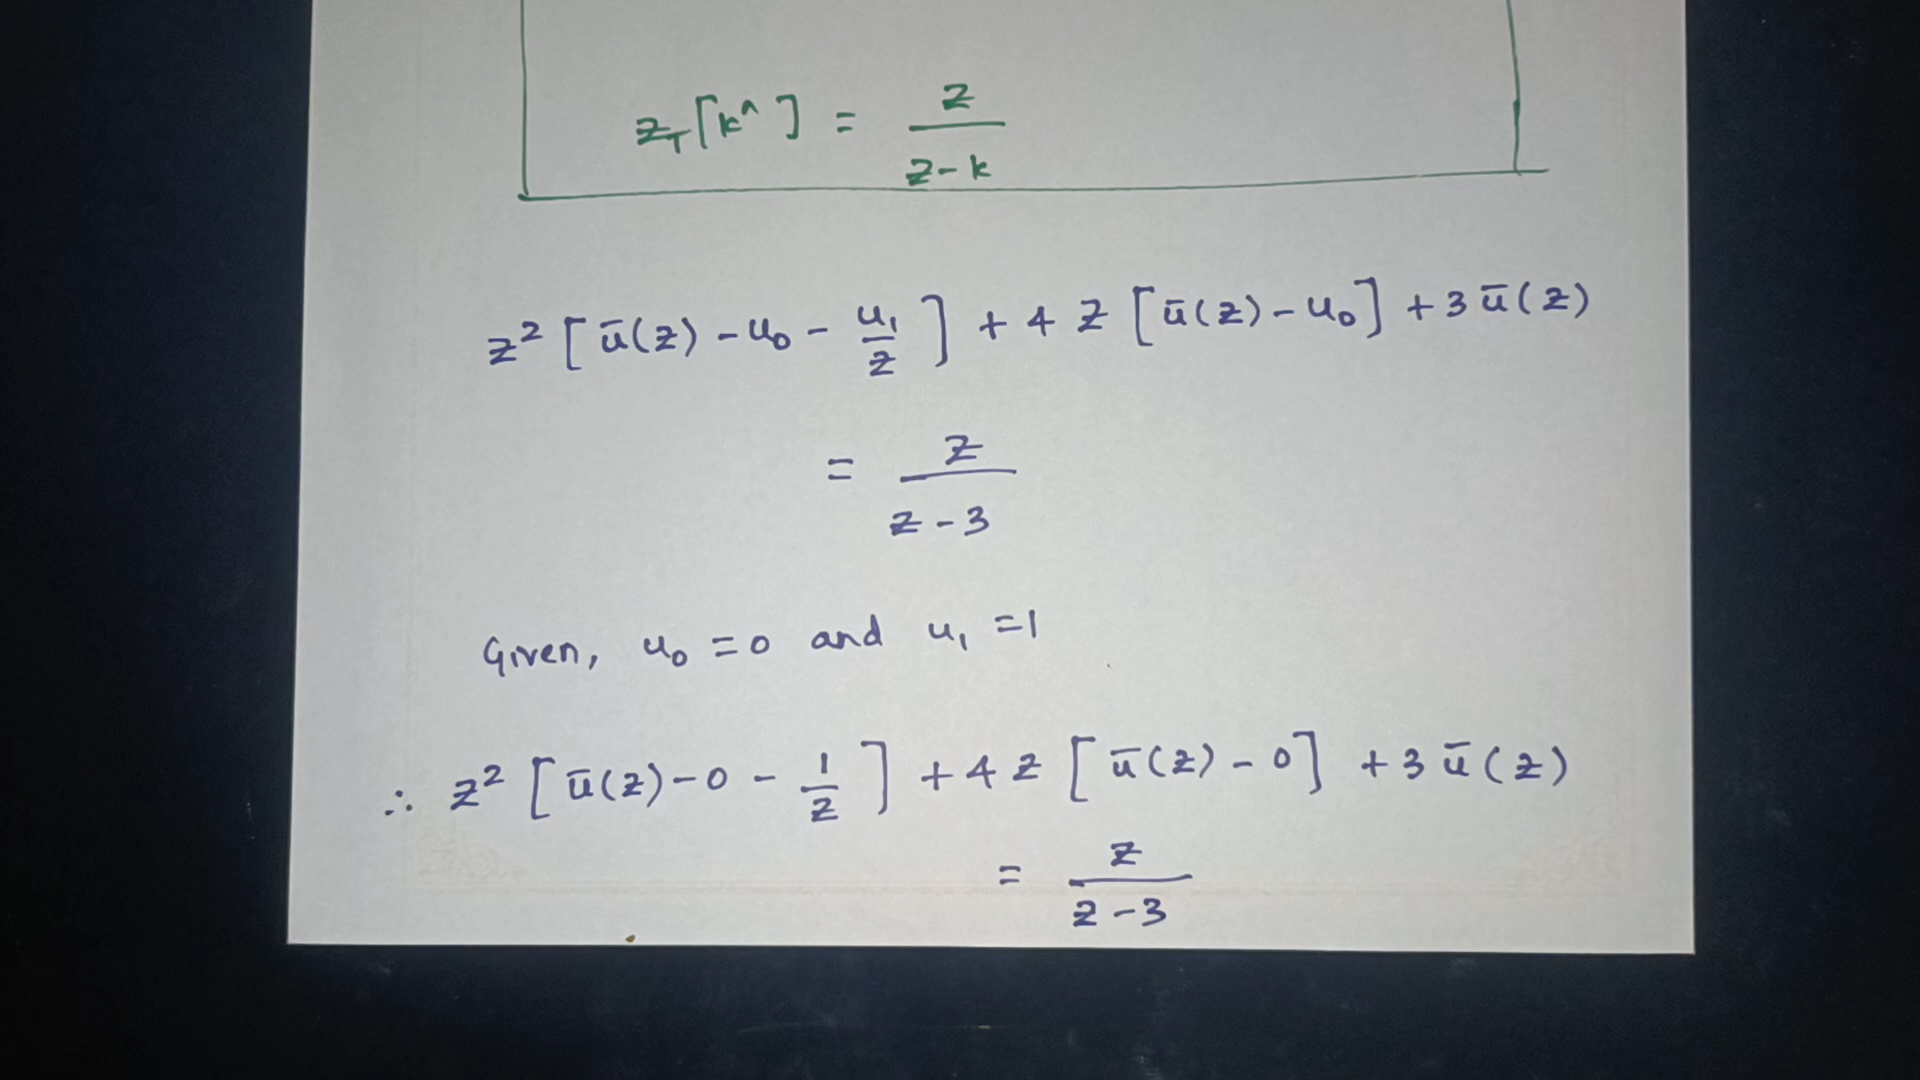 z_T[kⁿ] = z/(z-k)
z² [ū(z) - u₀ - u₁/z] + 4z [ū(z) - u₀] + 3ū(z)
= z/(z-3)
Given, u₀ = 0 and u₁ = 1
∴ z² [ū(z) - 0 - 1/z] + 4z [ū(z) - 0] + 3ū(z)
= z/(z-3)